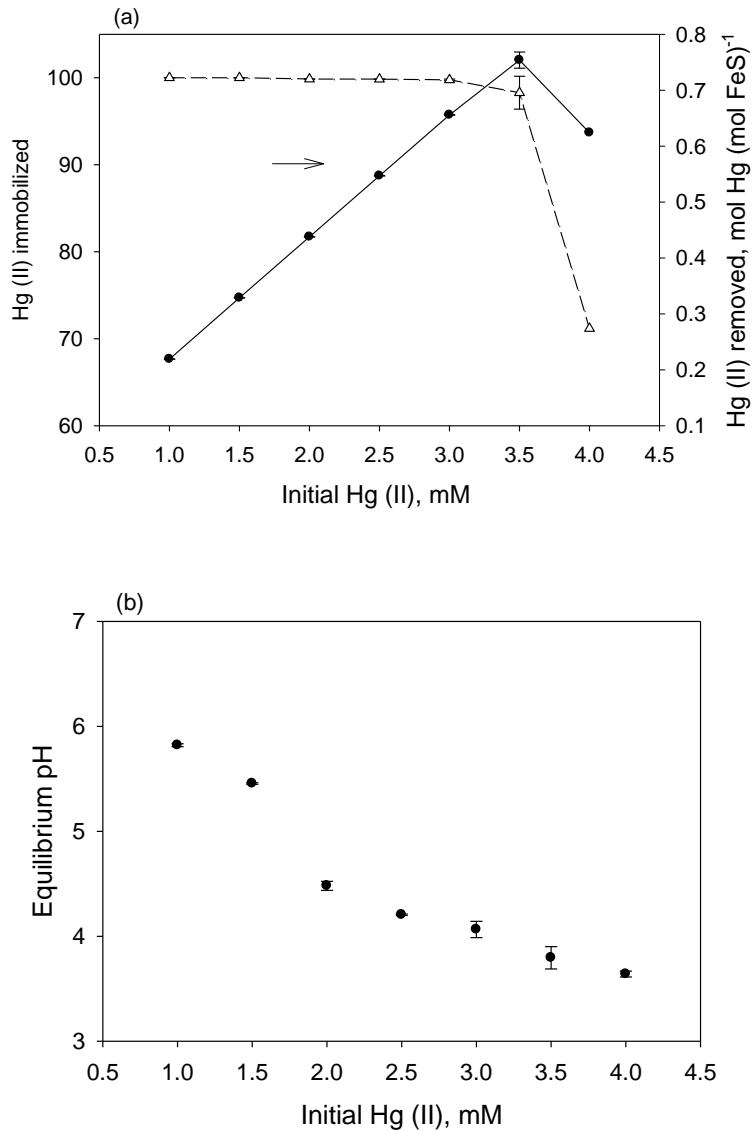 (a)
Hg (II) immobilized
100
90
80
70
60
0.8
0.7
0.6
0.5
0.4
0.3
0.2
0.1
Hg (II) removed, mol Hg (mol FeS)-1
0.5 1.0 1.5 2.0 2.5 3.0 3.5 4.0 4.5
Initial Hg (II), mM
(b)
Equilibrium pH
7
6
5
4
3
0.5 1.0 1.5 2.0 2.5 3.0 3.5 4.0 4.5
Initial Hg (II), mM